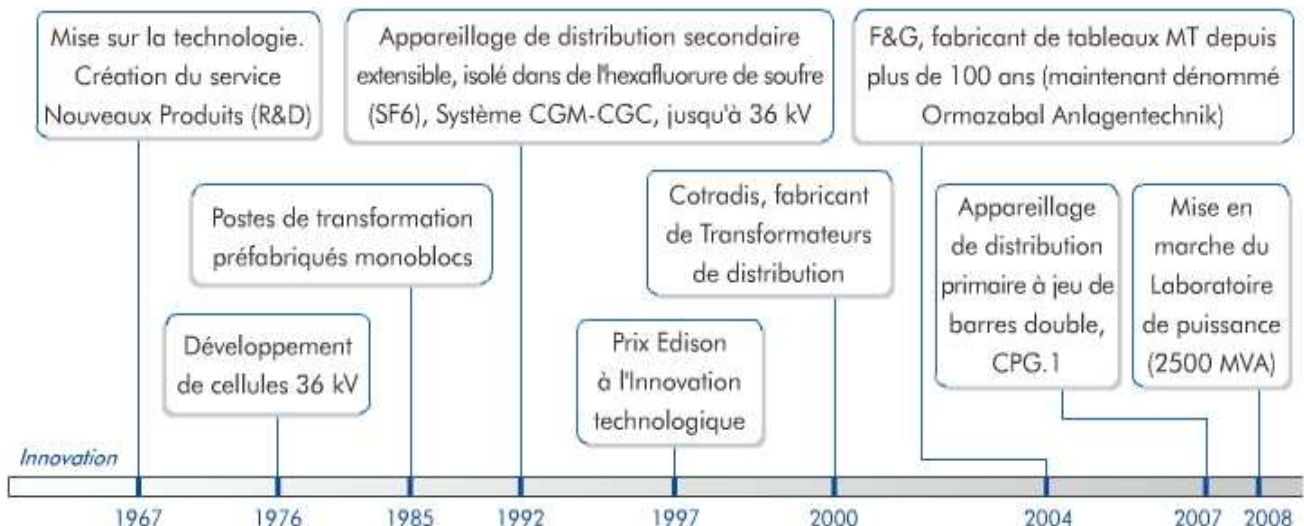 Mise sur la technologie.
Création du service
Nouveaux Produits (R&D)
Appareillage de distribution secondaire
extensible, isolé dans de l'hexafluorure de soufre
(SF6), Système CGM-CGC, jusqu'à 36 kV
F&G, fabricant de tableaux MT depuis
plus de 100 ans (maintenant dénommé
Ormazabal Anlagentechnik)
Postes de transformation
préfabriqués monoblocs
Cotradis, fabricant
de Transformateurs
de distribution
Appareillage
de distribution
primaire à jeu de
barres double,
CPG.1
Mise en
marche du
Laboratoire
de puissance
(2500 MVA)
Développement
de cellules 36 kV
Prix Edison
à l'Innovation
technologique
Innovation
1967 1976 1985 1992 1997 2000 2004 2007 2008